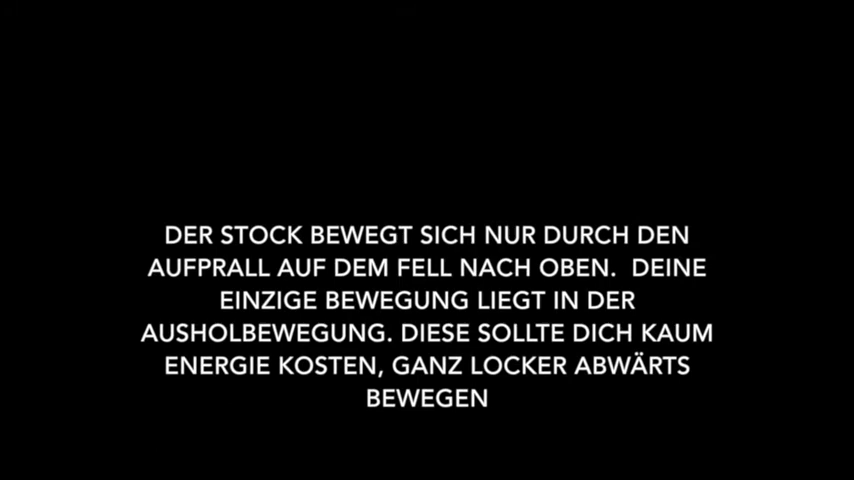 DER STOCK BEWEGT SICH NUR DURCH DEN
AUFPRALL AUF DEM FELL NACH OBEN.  DEINE
EINZIGE BEWEGUNG LIEGT IN DER
AUSHOLBEWEGUNG. DIESE SOLLTE DICH KAUM
ENERGIE KOSTEN, GANZ LOCKER ABWÄRTS
BEWEGEN